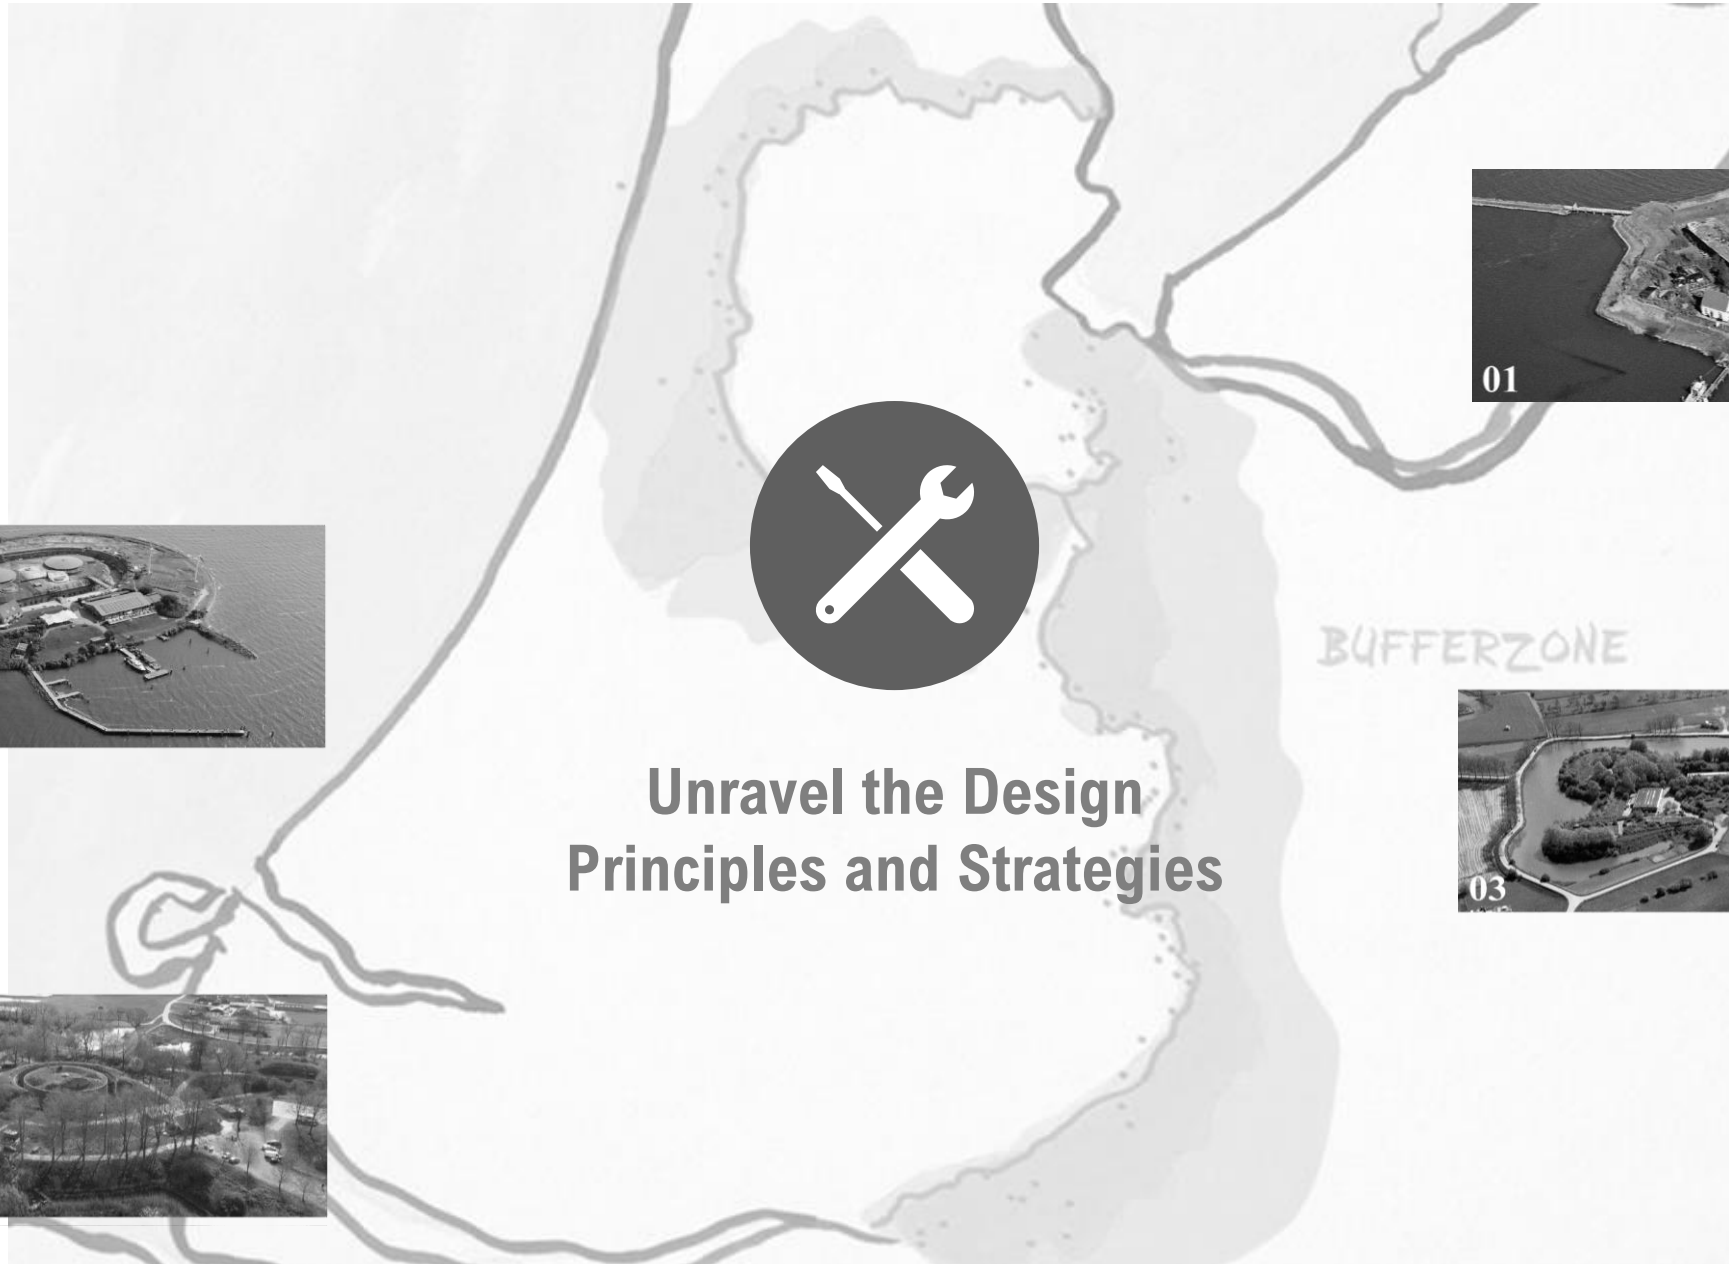 01
BUFFERZONE
Unravel the Design
Principles and Strategies
03